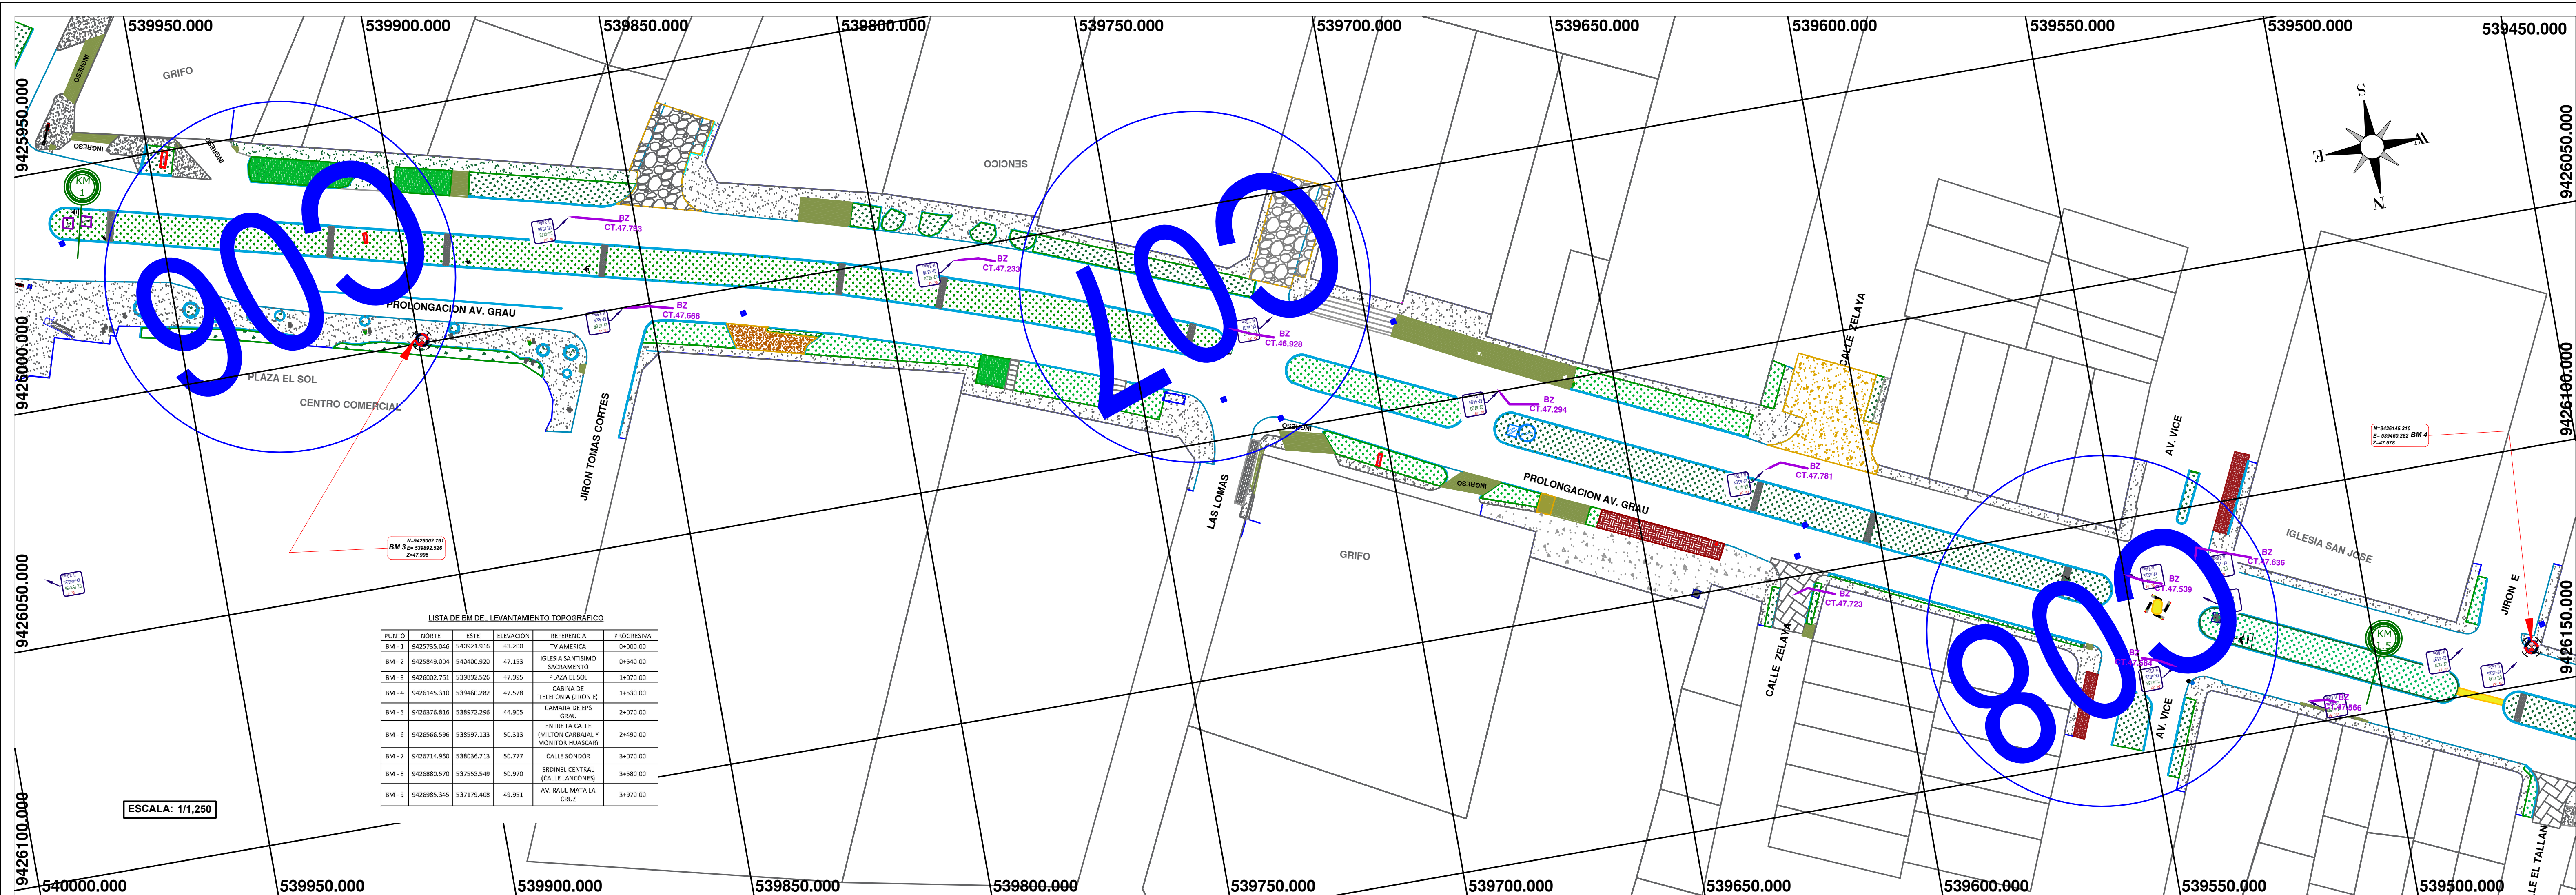 539950.000
539900.000
539850.000
539800.000
539750.000
539700.000
539650.000
539600.000
539550.000
539500.000
539450.000
9425950.000
9426000.000
9426050.000
9426100.000
9426050.000
9426100.000
9426150.000
540000.000
539950.000
539900.000
539850.000
539800.000
539750.000
539700.000
539650.000
539600.000
539550.000
539500.000
INGRESO
GRIFO
INGRESO
INGRESO
KM
1
C06
SENCICO
C07
S
E
W
N
BZ
CT.47.793
BZ
CT.47.233
BZ
CT.47.666
BZ
CT.46.928
PROLONGACION AV. GRAU
PLAZA EL SOL
CENTRO COMERCIAL
JIRON TOMAS CORTES
LAS LOMAS
INGRESO
INGRESO
BZ
CT.47.294
BZ
CT.47.781
PROLONGACION AV. GRAU
GRIFO
CALLE ZELAYA
CALLE ZELAYA
BZ
CT.47.723
AV. VICE
AV. VICE
C08
BZ
CT.47.636
BZ
CT.47.539
BZ
CT.47.584
BZ
CT.47.566
IGLESIA SAN JOSE
KM
1.5
JIRON E
LE EL TALLAN
N=9426145.310
E= 539460.282 BM 4
Z=47.578
N=9426002.761
BM 3 E= 539892.526
Z=47.995
LISTA DE BM DEL LEVANTAMIENTO TOPOGRAFICO
PUNTO NORTE ESTE ELEVACIÓN REFERENCIA PROGRESIVA
BM - 1 9425735.046 540921.916 43.200 TV AMERICA 0+000.00
BM - 2 9425849.004 540400.920 47.153 IGLESIA SANTISIMO SACRAMENTO 0+540.00
BM - 3 9426002.761 539892.526 47.995 PLAZA EL SOL 1+070.00
BM - 4 9426145.310 539460.282 47.578 CABINA DE TELEFONIA (JIRON E) 1+530.00
BM - 5 9426376.816 538972.296 44.905 CAMARA DE EPS GRAU 2+070.00
BM - 6 9426566.596 538597.133 50.313 ENTRE LA CALLE (MILTON CARBAJAL Y MONITOR HUASCAR) 2+490.00
BM - 7 9426714.960 538036.713 50.777 CALLE SONDOR 3+070.00
BM - 8 9426880.570 537553.549 50.970 SRDINEL CENTRAL (CALLE LANCONES) 3+580.00
BM - 9 9426985.345 537179.408 49.951 AV. RAUL MATA LA CRUZ 3+970.00
ESCALA: 1/1,250